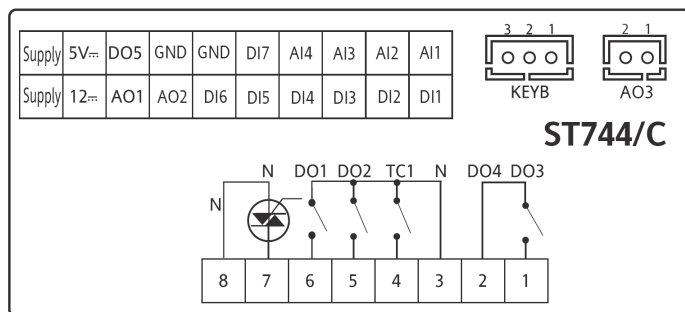 Supply 5V⎓ DO5 GND GND DI7 AI4 AI3 AI2 AI1
Supply 12⎓ AO1 AO2 DI6 DI5 DI4 DI3 DI2 DI1
3 2 1
KEYB
2 1
AO3
ST744/C
N DO1 DO2 TC1 N DO4 DO3
N
8 7 6 5 4 3 2 1